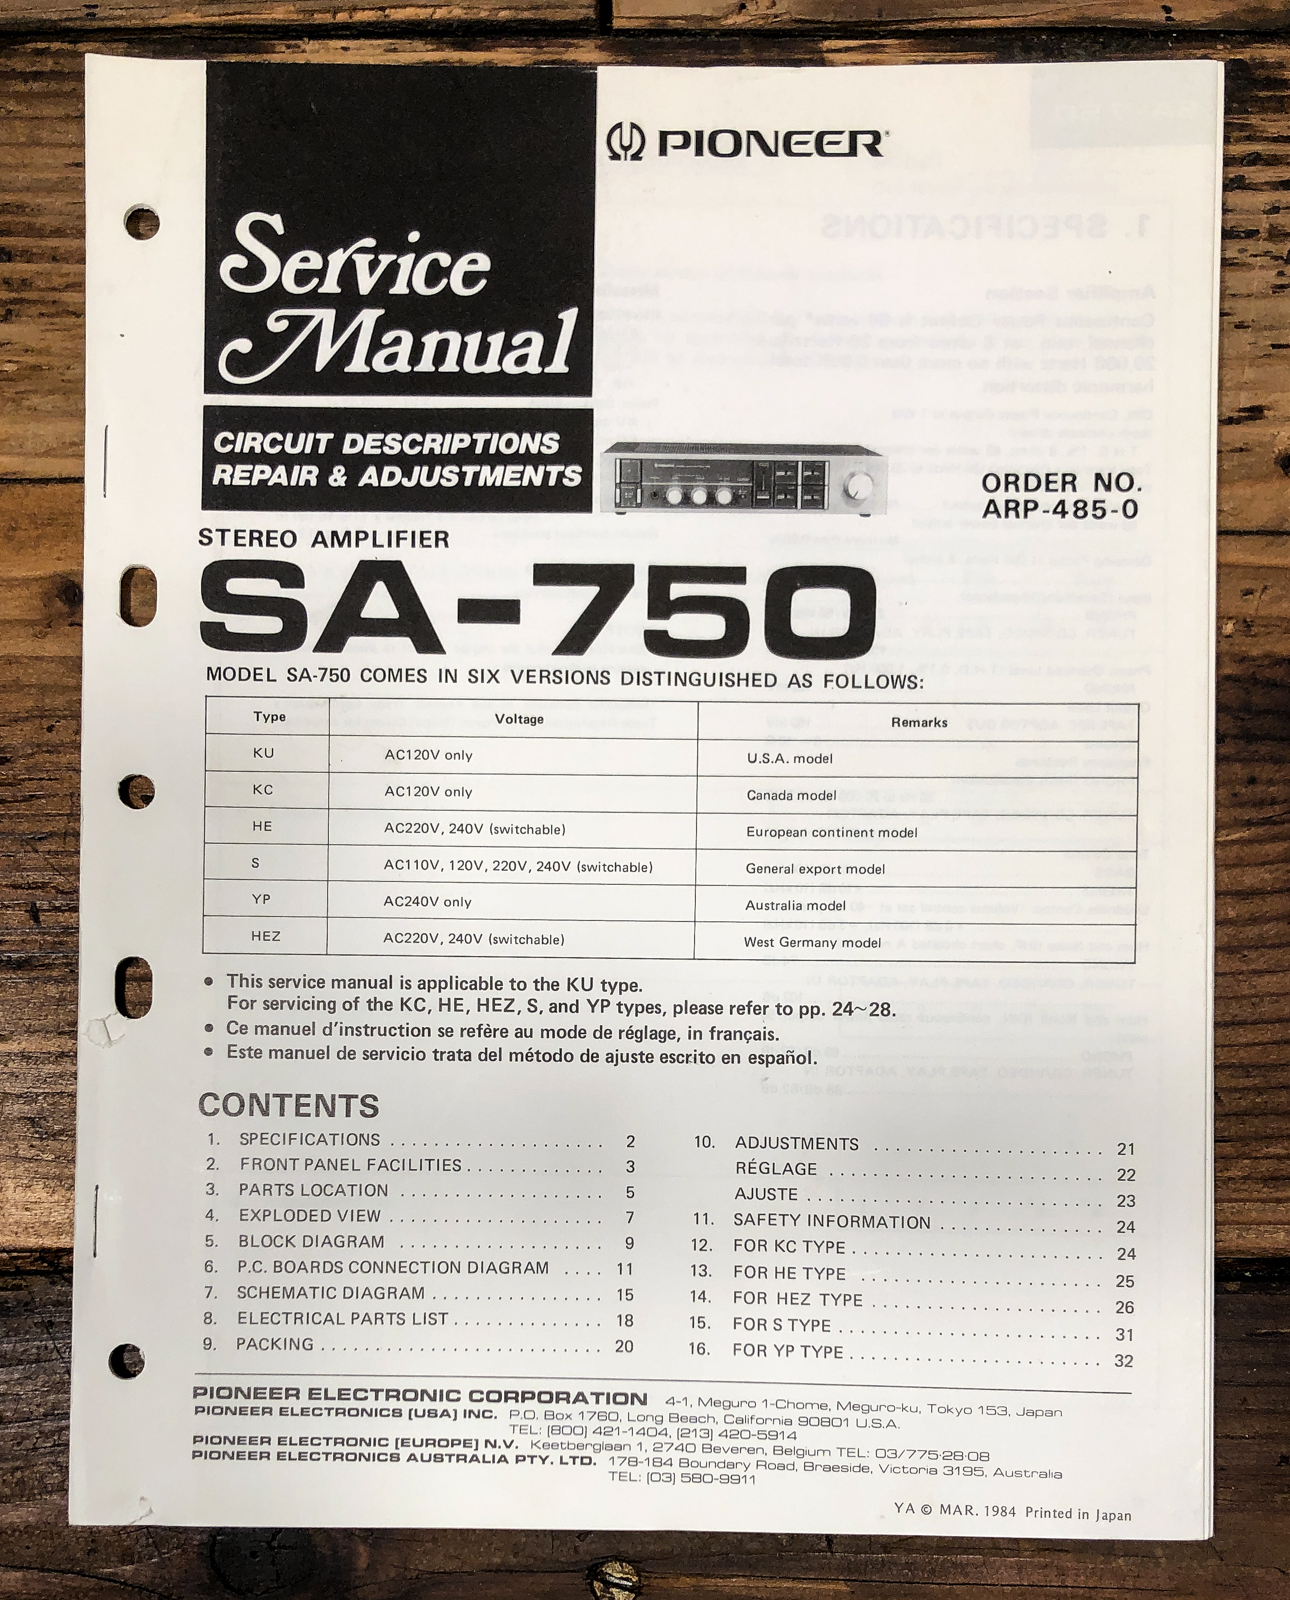 PIONEER®
Service
Manual
CIRCUIT DESCRIPTIONS
REPAIR & ADJUSTMENTS
ORDER NO.
ARP-485-0
STEREO AMPLIFIER
SA-750
MODEL SA-750 COMES IN SIX VERSIONS DISTINGUISHED AS FOLLOWS:
Type Voltage Remarks
KU AC120V only U.S.A. model
KC AC120V only Canada model
HE AC220V, 240V (switchable) European continent model
S AC110V, 120V, 220V, 240V (switchable) General export model
YP AC240V only Australia model
HEZ AC220V, 240V (switchable) West Germany model
● This service manual is applicable to the KU type.
For servicing of the KC, HE, HEZ, S, and YP types, please refer to pp. 24~28.
● Ce manuel d'instruction se refère au mode de réglage, in français.
● Este manuel de servicio trata del método de ajuste escrito en español.
CONTENTS
1. SPECIFICATIONS . . . . . . . . . . . . . . . . . . . . 2
2. FRONT PANEL FACILITIES . . . . . . . . . . . . . 3
3. PARTS LOCATION . . . . . . . . . . . . . . . . . . . 5
4. EXPLODED VIEW . . . . . . . . . . . . . . . . . . . . 7
5. BLOCK DIAGRAM . . . . . . . . . . . . . . . . . . . 9
6. P.C. BOARDS CONNECTION DIAGRAM . . . . 11
7. SCHEMATIC DIAGRAM . . . . . . . . . . . . . . . . 15
8. ELECTRICAL PARTS LIST . . . . . . . . . . . . . . 18
9. PACKING . . . . . . . . . . . . . . . . . . . . . . . . . . 20
10. ADJUSTMENTS . . . . . . . . . . . . . . . . . . . . . . 21
RÉGLAGE . . . . . . . . . . . . . . . . . . . . . . . . . . 22
AJUSTE . . . . . . . . . . . . . . . . . . . . . . . . . . . . 23
11. SAFETY INFORMATION . . . . . . . . . . . . . . . . 24
12. FOR KC TYPE . . . . . . . . . . . . . . . . . . . . . . . . 24
13. FOR HE TYPE . . . . . . . . . . . . . . . . . . . . . . . 25
14. FOR HEZ TYPE . . . . . . . . . . . . . . . . . . . . . . 26
15. FOR S TYPE . . . . . . . . . . . . . . . . . . . . . . . . . 31
16. FOR YP TYPE . . . . . . . . . . . . . . . . . . . . . . . . 32
PIONEER ELECTRONIC CORPORATION 4-1, Meguro 1-Chome, Meguro-ku, Tokyo 153, Japan
PIONEER ELECTRONICS [USA] INC. P.O. Box 1760, Long Beach, California 90801 U.S.A.
TEL: [800] 421-1404, [213] 420-5914
PIONEER ELECTRONIC [EUROPE] N.V. Keetberglaan 1, 2740 Beveren, Belgium TEL: 03/775·28·08
PIONEER ELECTRONICS AUSTRALIA PTY. LTD. 178-184 Boundary Road, Braeside, Victoria 3195, Australia
TEL: [03] 580-9911
YA © MAR. 1984 Printed in Japan